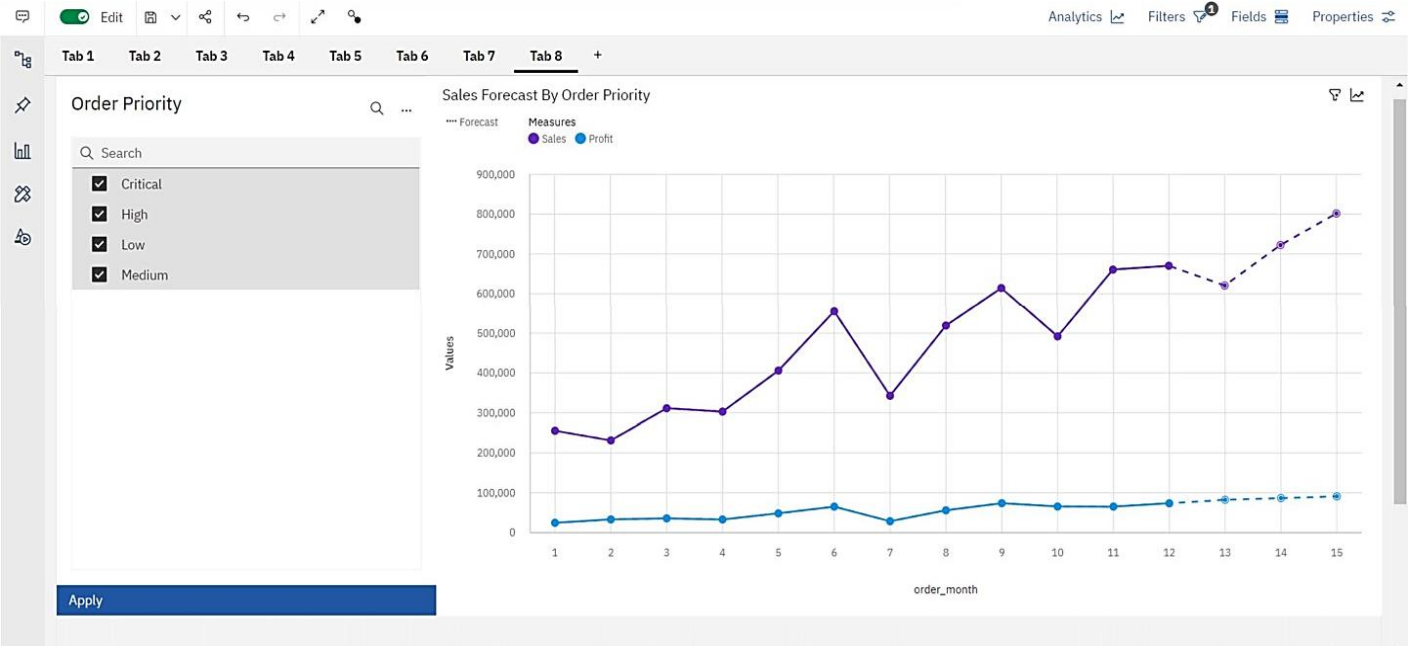 Edit
Analytics
Filters
1
Fields
Properties
Tab 1 Tab 2 Tab 3 Tab 4 Tab 5 Tab 6 Tab 7 Tab 8 +
Order Priority
...
Search
Critical
High
Low
Medium
Apply
Sales Forecast By Order Priority
Forecast
Measures
Sales Profit
Values
900,000
800,000
700,000
600,000
500,000
400,000
300,000
200,000
100,000
0
1 2 3 4 5 6 7 8 9 10 11 12 13 14 15
order_month